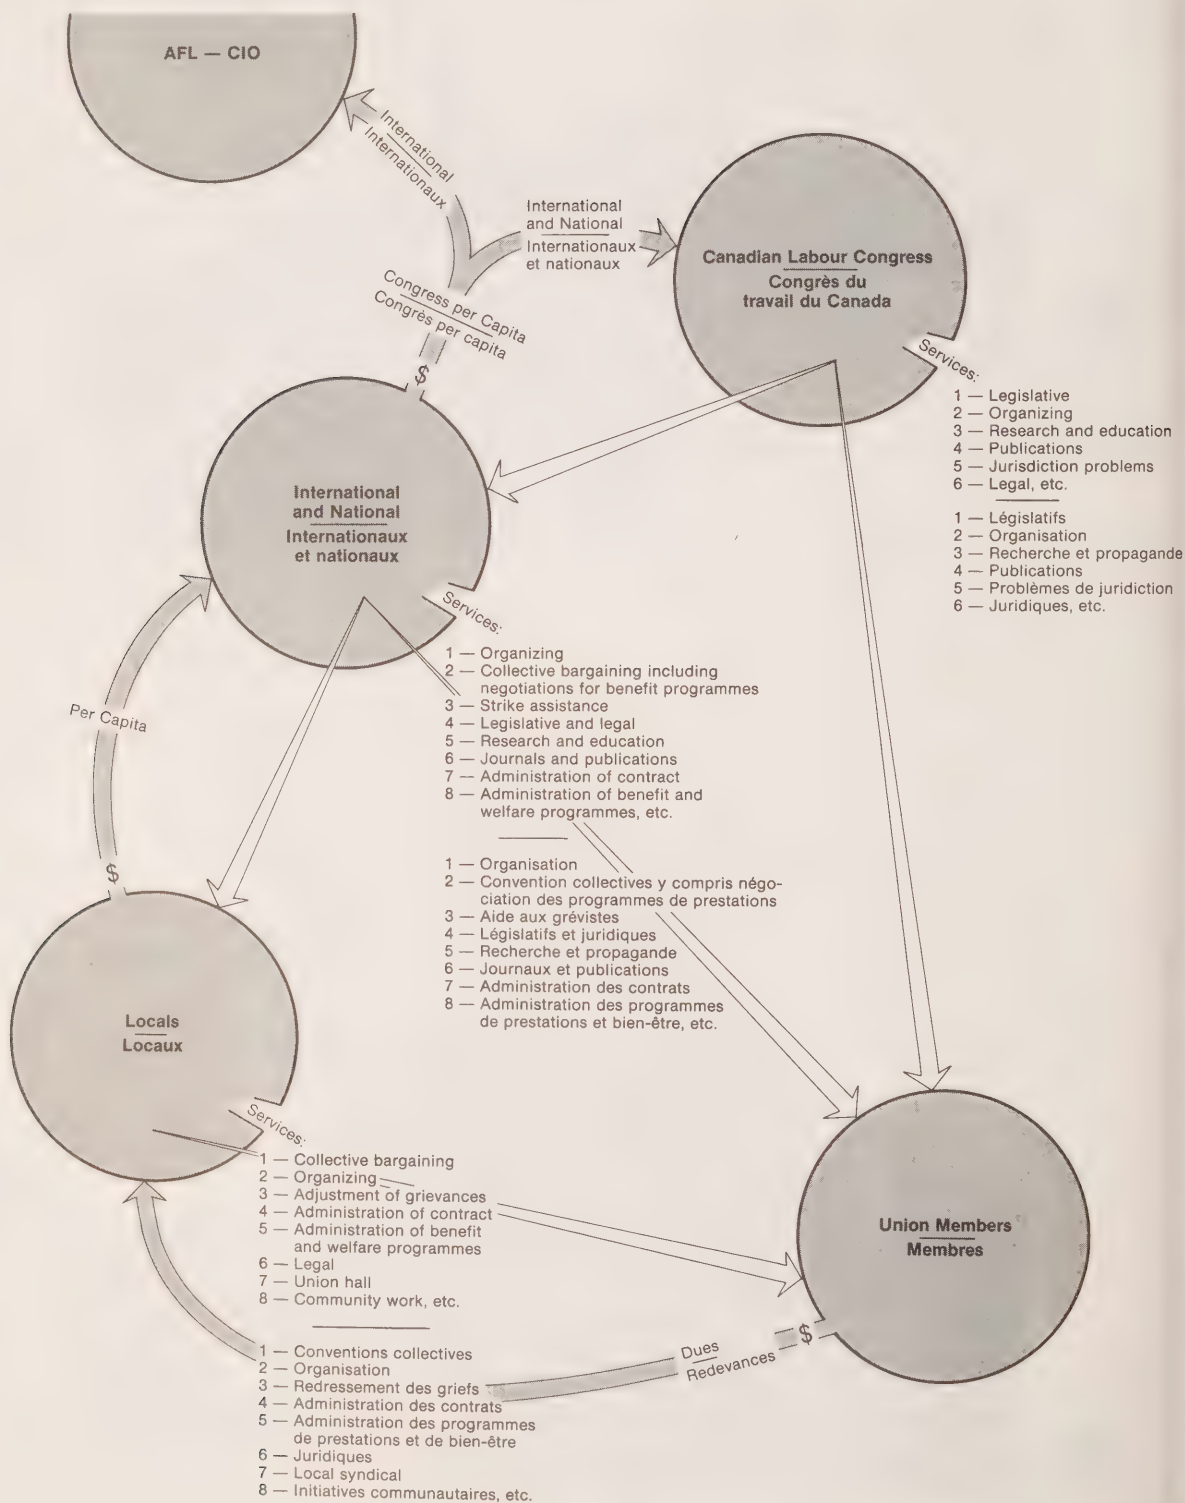 AFL — CIO
International
Internationaux
International
and National
Internationaux
et nationaux
Canadian Labour Congress
Congrès du
travail du Canada
Congress per Capita
Congrès per capita
$
Services:
1 — Legislative
2 — Organizing
3 — Research and education
4 — Publications
5 — Jurisdiction problems
6 — Legal, etc.
1 — Législatifs
2 — Organisation
3 — Recherche et propagande
4 — Publications
5 — Problèmes de juridiction
6 — Juridiques, etc.
International
and National
Internationaux
et nationaux
Services:
1 — Organizing
2 — Collective bargaining including
negotiations for benefit programmes
3 — Strike assistance
4 — Legislative and legal
5 — Research and education
6 — Journals and publications
7 — Administration of contract
8 — Administration of benefit and
welfare programmes, etc.
1 — Organisation
2 — Convention collectives y compris négo-
ciation des programmes de prestations
3 — Aide aux grévistes
4 — Législatifs et juridiques
5 — Recherche et propagande
6 — Journaux et publications
7 — Administration des contrats
8 — Administration des programmes
de prestations et bien-être, etc.
Per Capita
$
Locals
Locaux
Services:
1 — Collective bargaining
2 — Organizing
3 — Adjustment of grievances
4 — Administration of contract
5 — Administration of benefit
and welfare programmes
6 — Legal
7 — Union hall
8 — Community work, etc.
1 — Conventions collectives
2 — Organisation
3 — Redressement des griefs
4 — Administration des contrats
5 — Administration des programmes
de prestations et de bien-être
6 — Juridiques
7 — Local syndical
8 — Initiatives communautaires, etc.
Union Members
Membres
Dues
Redevances
$